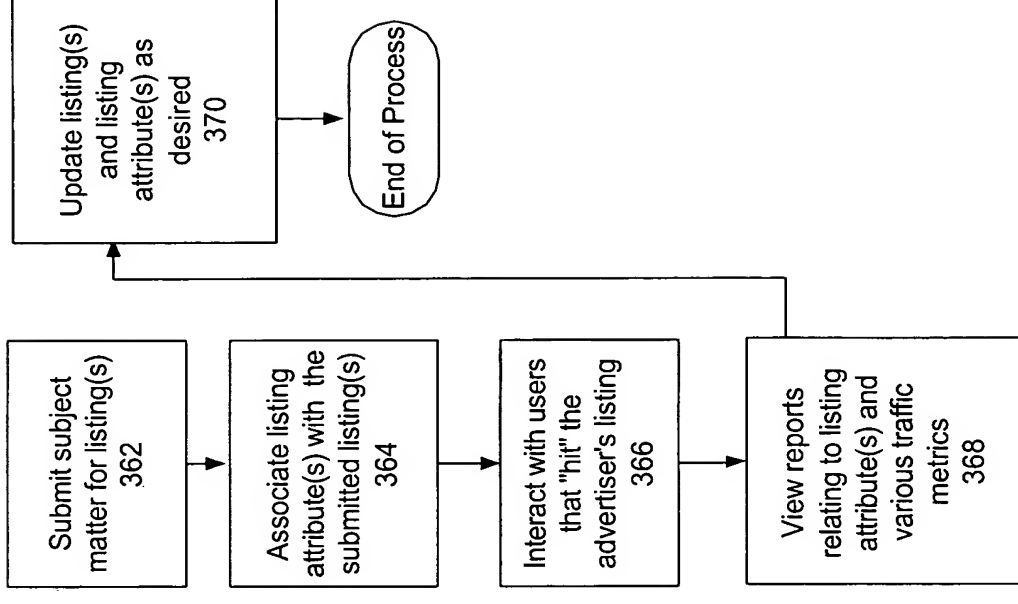 Submit subject
matter for listing(s)
362
Associate listing
attribute(s) with the
submitted listing(s)
364
Interact with users
that "hit" the
advertiser's listing
366
View reports
relating to listing
attribute(s) and
various traffic
metrics
368
Update listing(s)
and listing
attribute(s) as
desired
370
End of Process